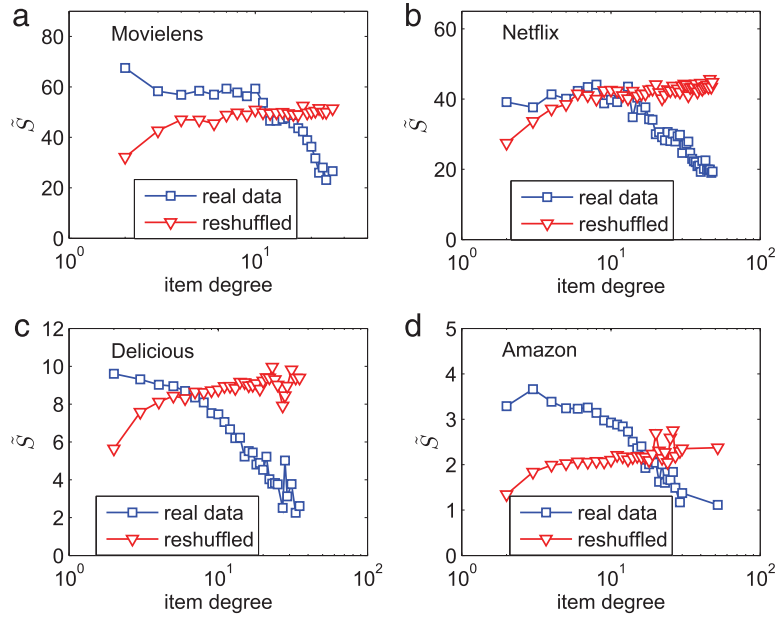 a
Movielens
S̃
80
60
40
20
0
real data
reshuffled
10^0
10^1
item degree
b
Netflix
S̃
60
40
20
0
real data
reshuffled
10^0
10^1
10^2
item degree
c
Delicious
S̃
12
10
8
6
4
2
0
real data
reshuffled
10^0
10^1
10^2
item degree
d
Amazon
S̃
5
4
3
2
1
0
real data
reshuffled
10^0
10^1
10^2
item degree